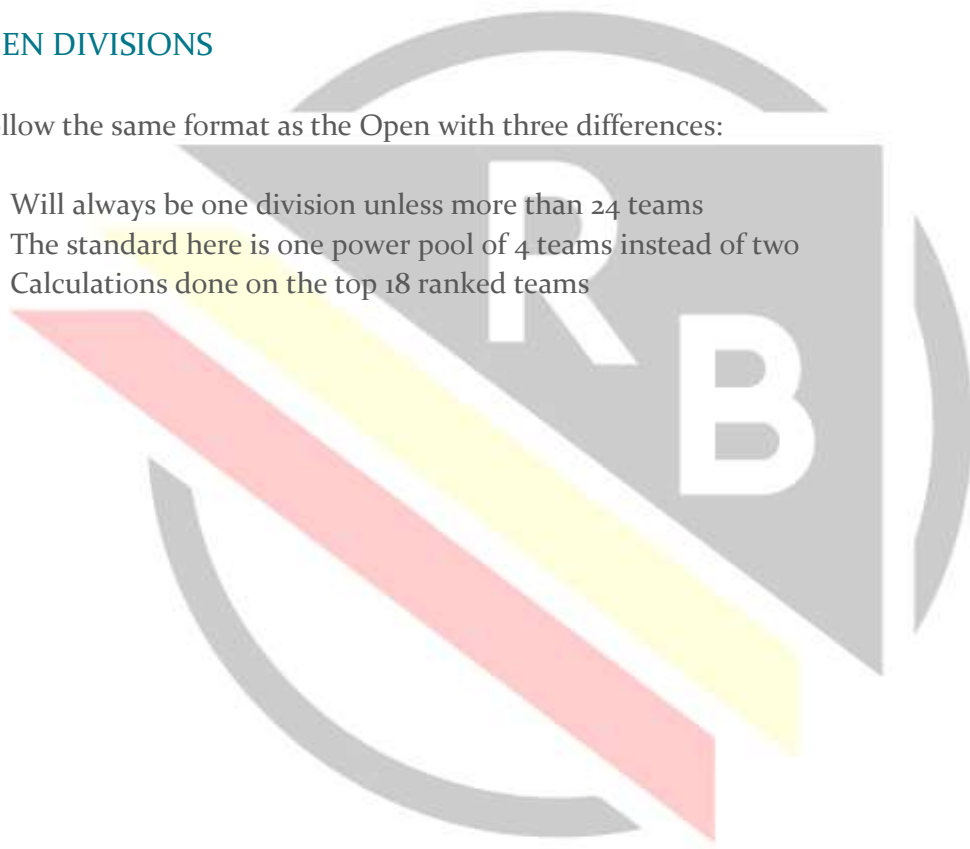 EN DIVISIONS
llow the same format as the Open with three differences:
Will always be one division unless more than 24 teams
The standard here is one power pool of 4 teams instead of two
Calculations done on the top 18 ranked teams
R
B